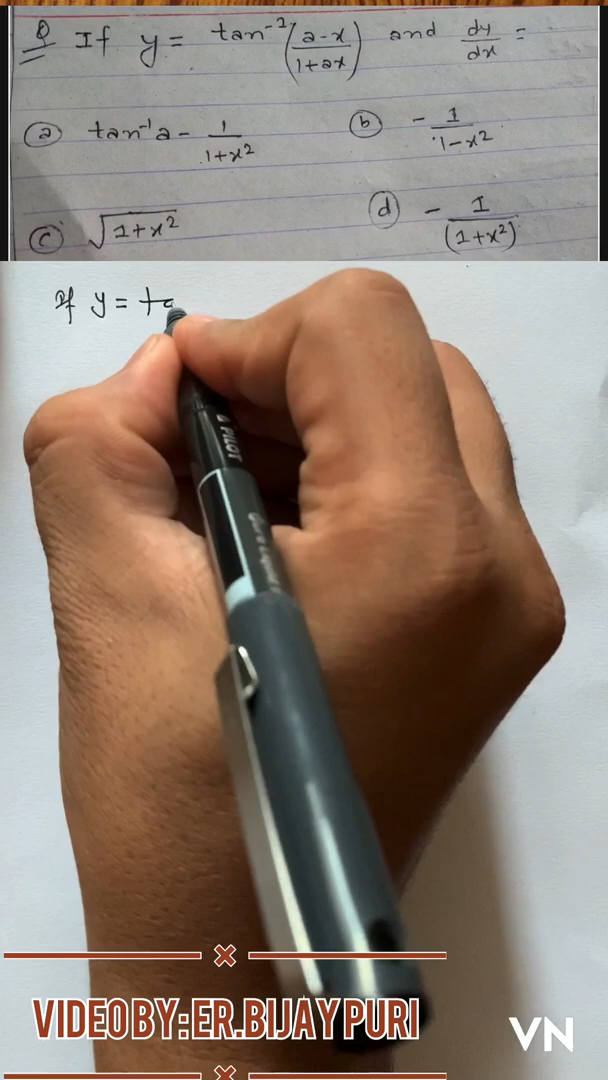 Q If y = tan⁻¹(a-x/1+ax) and dy/dx =
(a) tan⁻¹a - 1/1+x² (b) - 1/1-x²
(c) √1+x² (d) - 1/(1+x²)
If y = ta
PILOT
VIDEO BY: ER. BIJAY PURI
VN